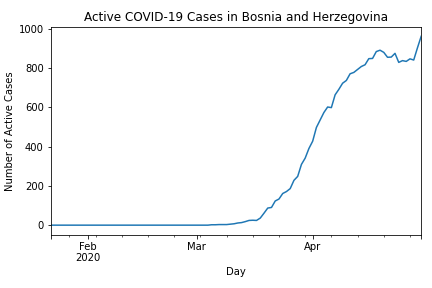 Active COVID-19 Cases in Bosnia and Herzegovina
1000
800
600
400
200
0
Number of Active Cases
Feb
2020
Mar
Apr
Day